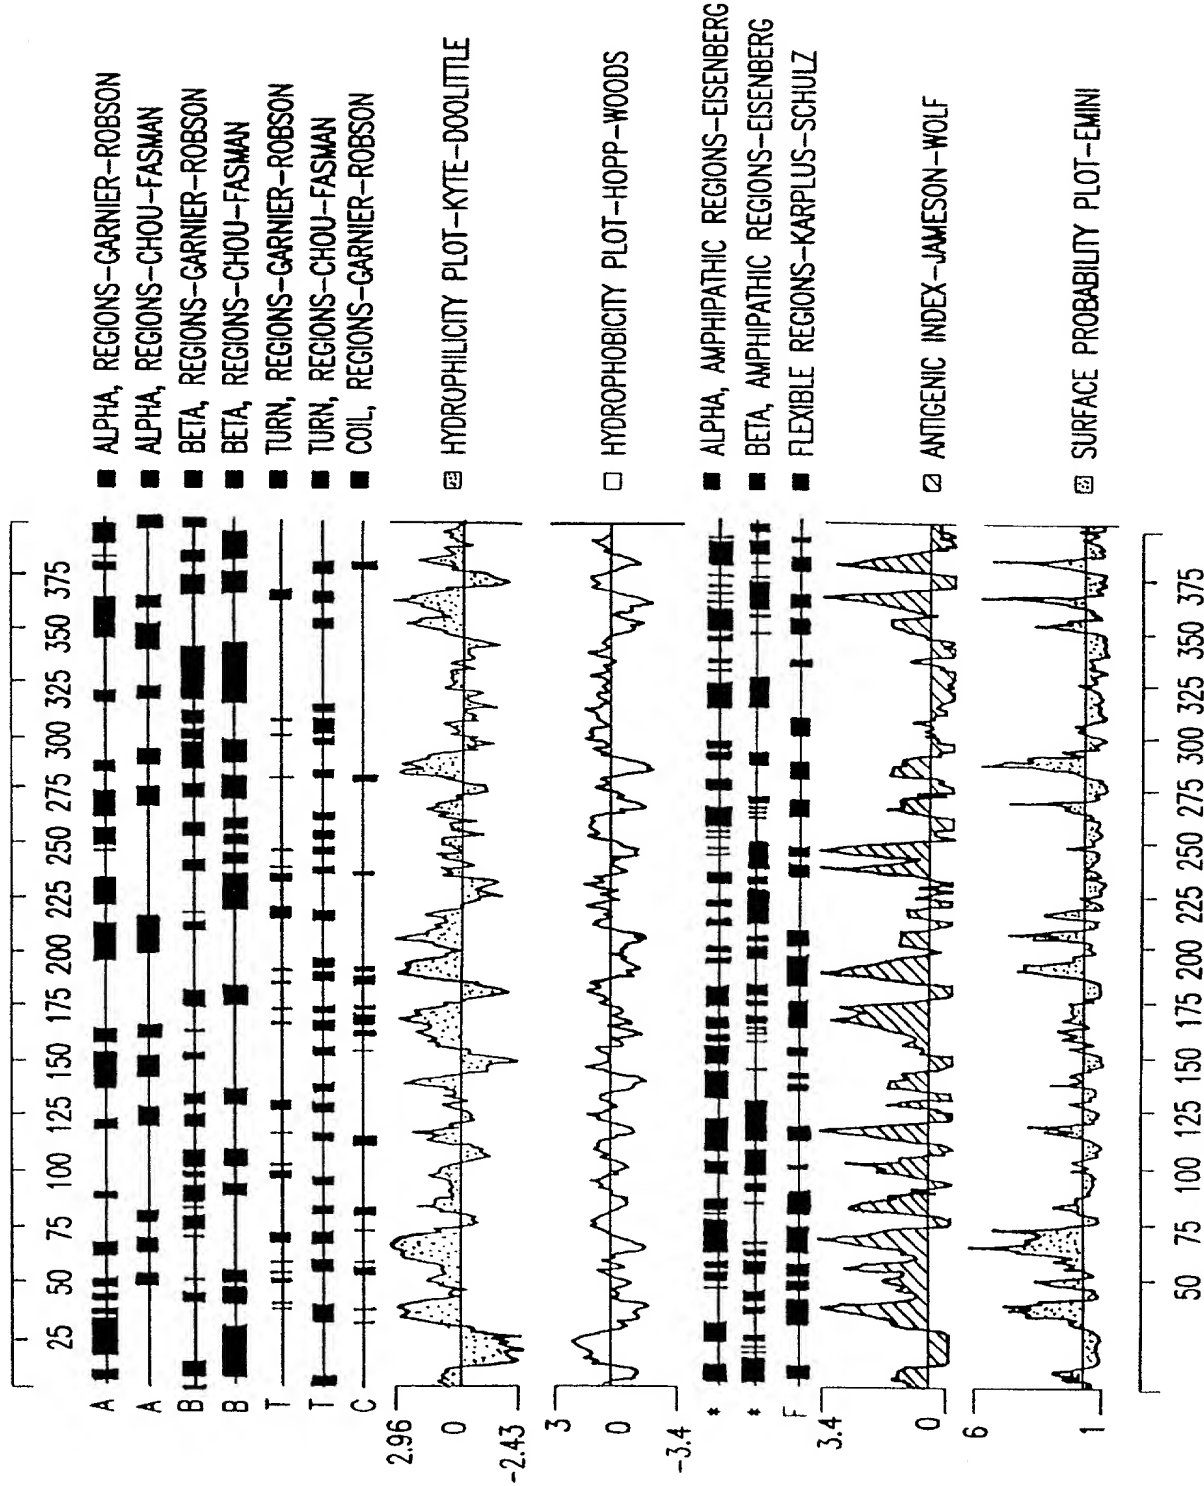 25 50 75 100 125 150 175 200 225 250 275 300 325 350 375
A ALPHA, REGIONS-GARNIER-ROBSON
A ALPHA, REGIONS-CHOU-FASMAN
B BETA, REGIONS-GARNIER-ROBSON
B BETA, REGIONS-CHOU-FASMAN
T TURN, REGIONS-GARNIER-ROBSON
T TURN, REGIONS-CHOU-FASMAN
C COIL, REGIONS-GARNIER-ROBSON
2.96
0
-2.43
HYDROPHILICITY PLOT-KYTE-DOOLITTLE
3
0
-3.4
HYDROPHOBICITY PLOT-HOPP-WOODS
* ALPHA, AMPHIPATHIC REGIONS-EISENBERG
* BETA, AMPHIPATHIC REGIONS-EISENBERG
F FLEXIBLE REGIONS-KARPLUS-SCHULZ
3.4
0
ANTIGENIC INDEX-JAMESON-WOLF
6
1
SURFACE PROBABILITY PLOT-EMINI
50 75 100 125 150 175 200 225 250 275 300 325 350 375